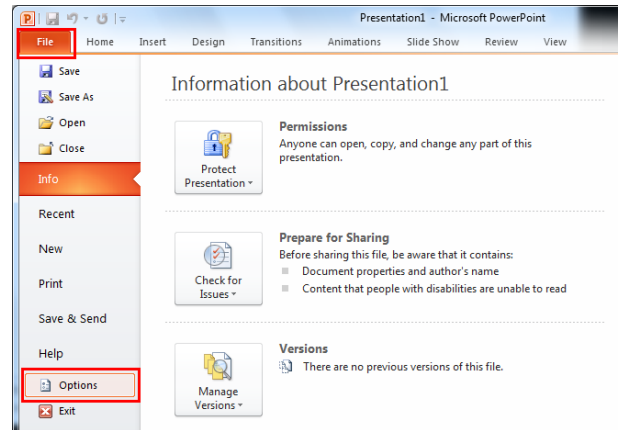 Presentation1 - Microsoft PowerPoint
File Home Insert Design Transitions Animations Slide Show Review View
Save
Save As
Open
Close
Info
Recent
New
Print
Save & Send
Help
Options
Exit
Information about Presentation1
Protect
Presentation
Permissions
Anyone can open, copy, and change any part of this
presentation.
Check for
Issues
Prepare for Sharing
Before sharing this file, be aware that it contains:
Document properties and author's name
Content that people with disabilities are unable to read
Manage
Versions
Versions
There are no previous versions of this file.